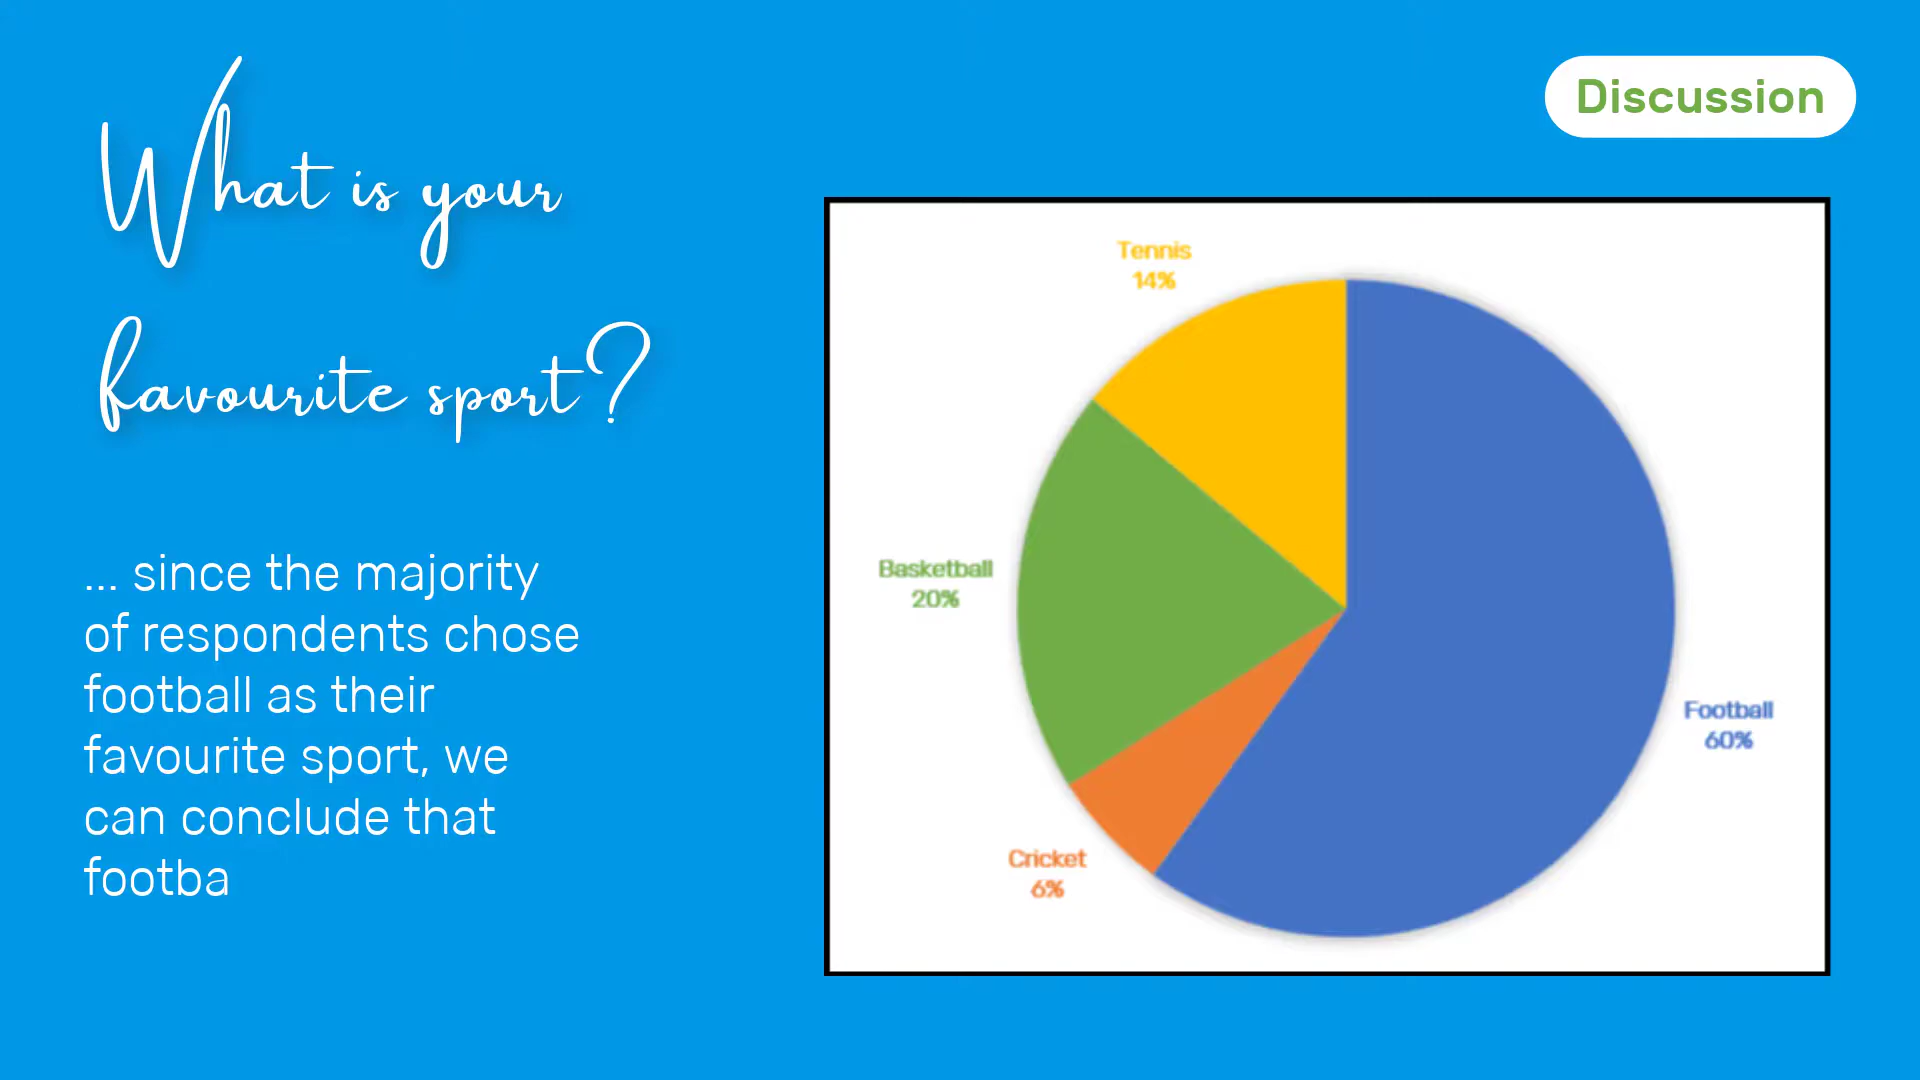 What is your
favourite sport?
Discussion
... since the majority
of respondents chose
football as their
favourite sport, we
can conclude that
footba
Tennis
14%
Basketball
20%
Football
60%
Cricket
6%